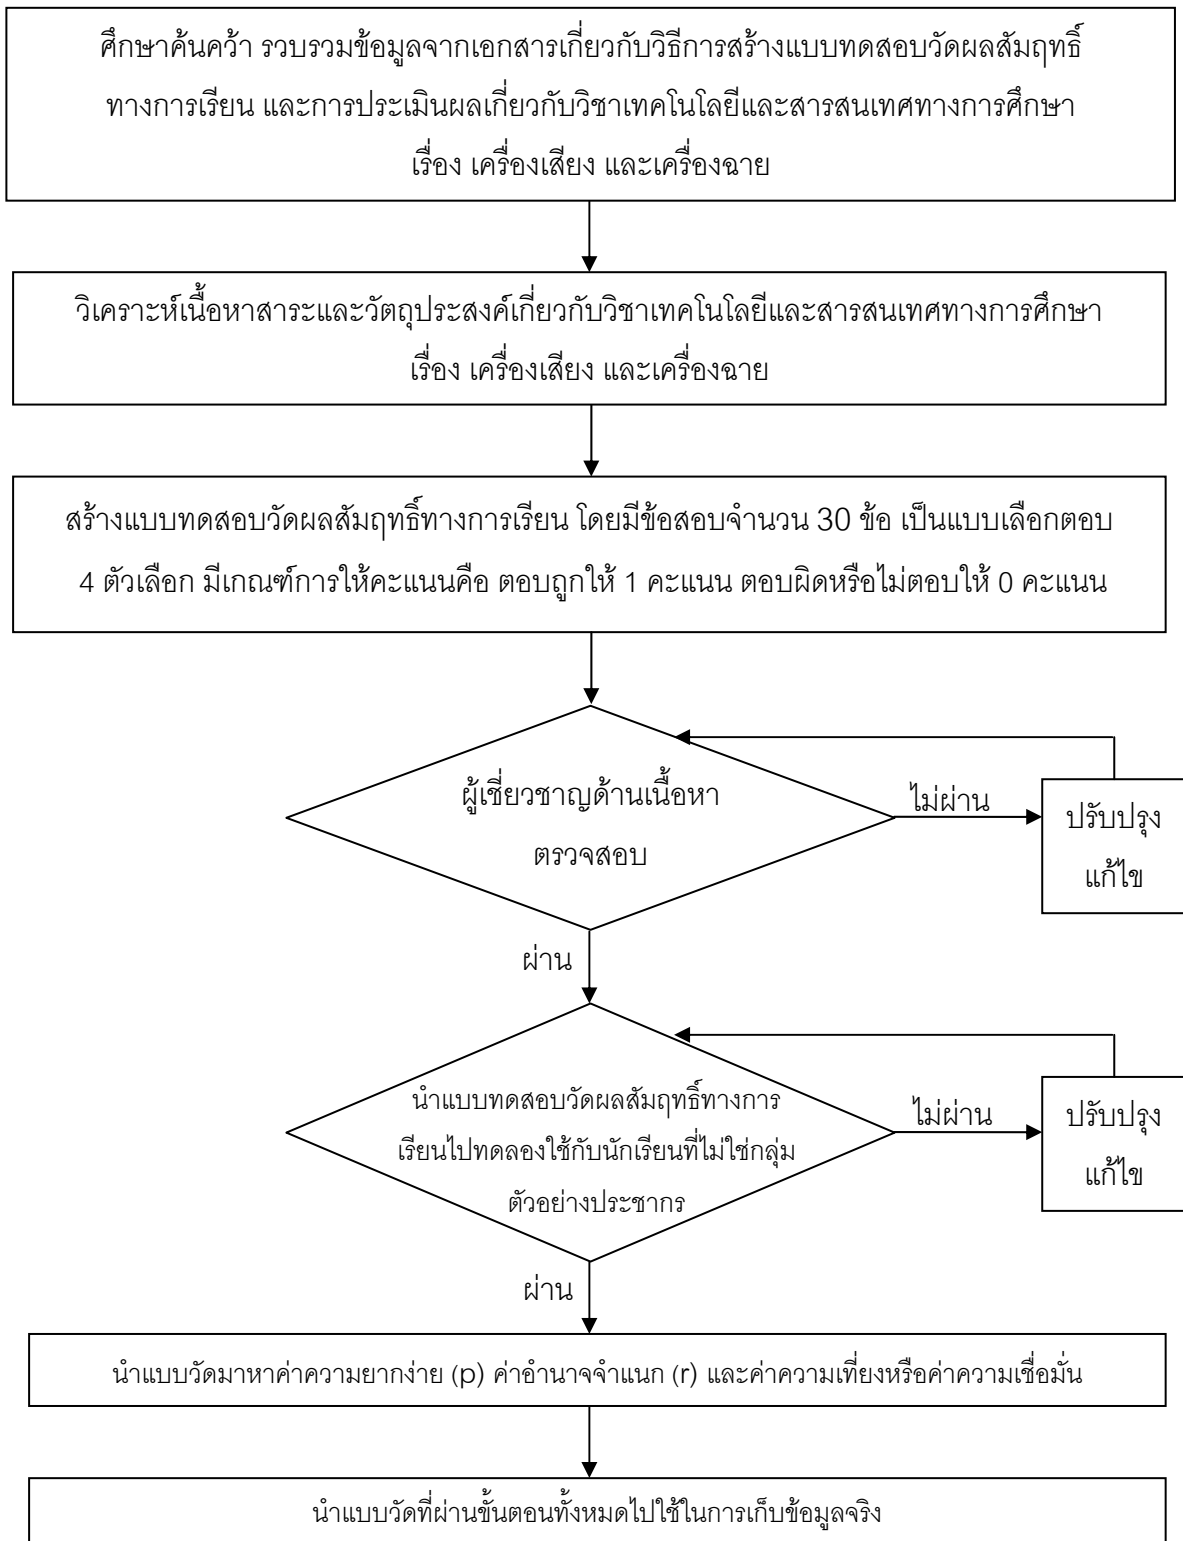 ศึกษาค้นคว้า รวบรวมข้อมูลจากเอกสารเกี่ยวกับวิธีการสร้างแบบทดสอบวัดผลสัมฤทธิ์
ทางการเรียน และการประเมินผลเกี่ยวกับวิชาเทคโนโลยีและสารสนเทศทางการศึกษา
เรื่อง เครื่องเสียง และเครื่องฉาย
วิเคราะห์เนื้อหาสาระและวัตถุประสงค์เกี่ยวกับวิชาเทคโนโลยีและสารสนเทศทางการศึกษา
เรื่อง เครื่องเสียง และเครื่องฉาย
สร้างแบบทดสอบวัดผลสัมฤทธิ์ทางการเรียน โดยมีข้อสอบจำนวน 30 ข้อ เป็นแบบเลือกตอบ
4 ตัวเลือก มีเกณฑ์การให้คะแนนคือ ตอบถูกให้ 1 คะแนน ตอบผิดหรือไม่ตอบให้ 0 คะแนน
ผู้เชี่ยวชาญด้านเนื้อหา
ตรวจสอบ
ไม่ผ่าน
ปรับปรุง
แก้ไข
ผ่าน
นำแบบทดสอบวัดผลสัมฤทธิ์ทางการ
เรียนไปทดลองใช้กับนักเรียนที่ไม่ใช่กลุ่ม
ตัวอย่างประชากร
ไม่ผ่าน
ปรับปรุง
แก้ไข
ผ่าน
นำแบบวัดมาหาค่าความยากง่าย (p) ค่าอำนาจจำแนก (r) และค่าความเที่ยงหรือค่าความเชื่อมั่น
นำแบบวัดที่ผ่านขั้นตอนทั้งหมดไปใช้ในการเก็บข้อมูลจริง